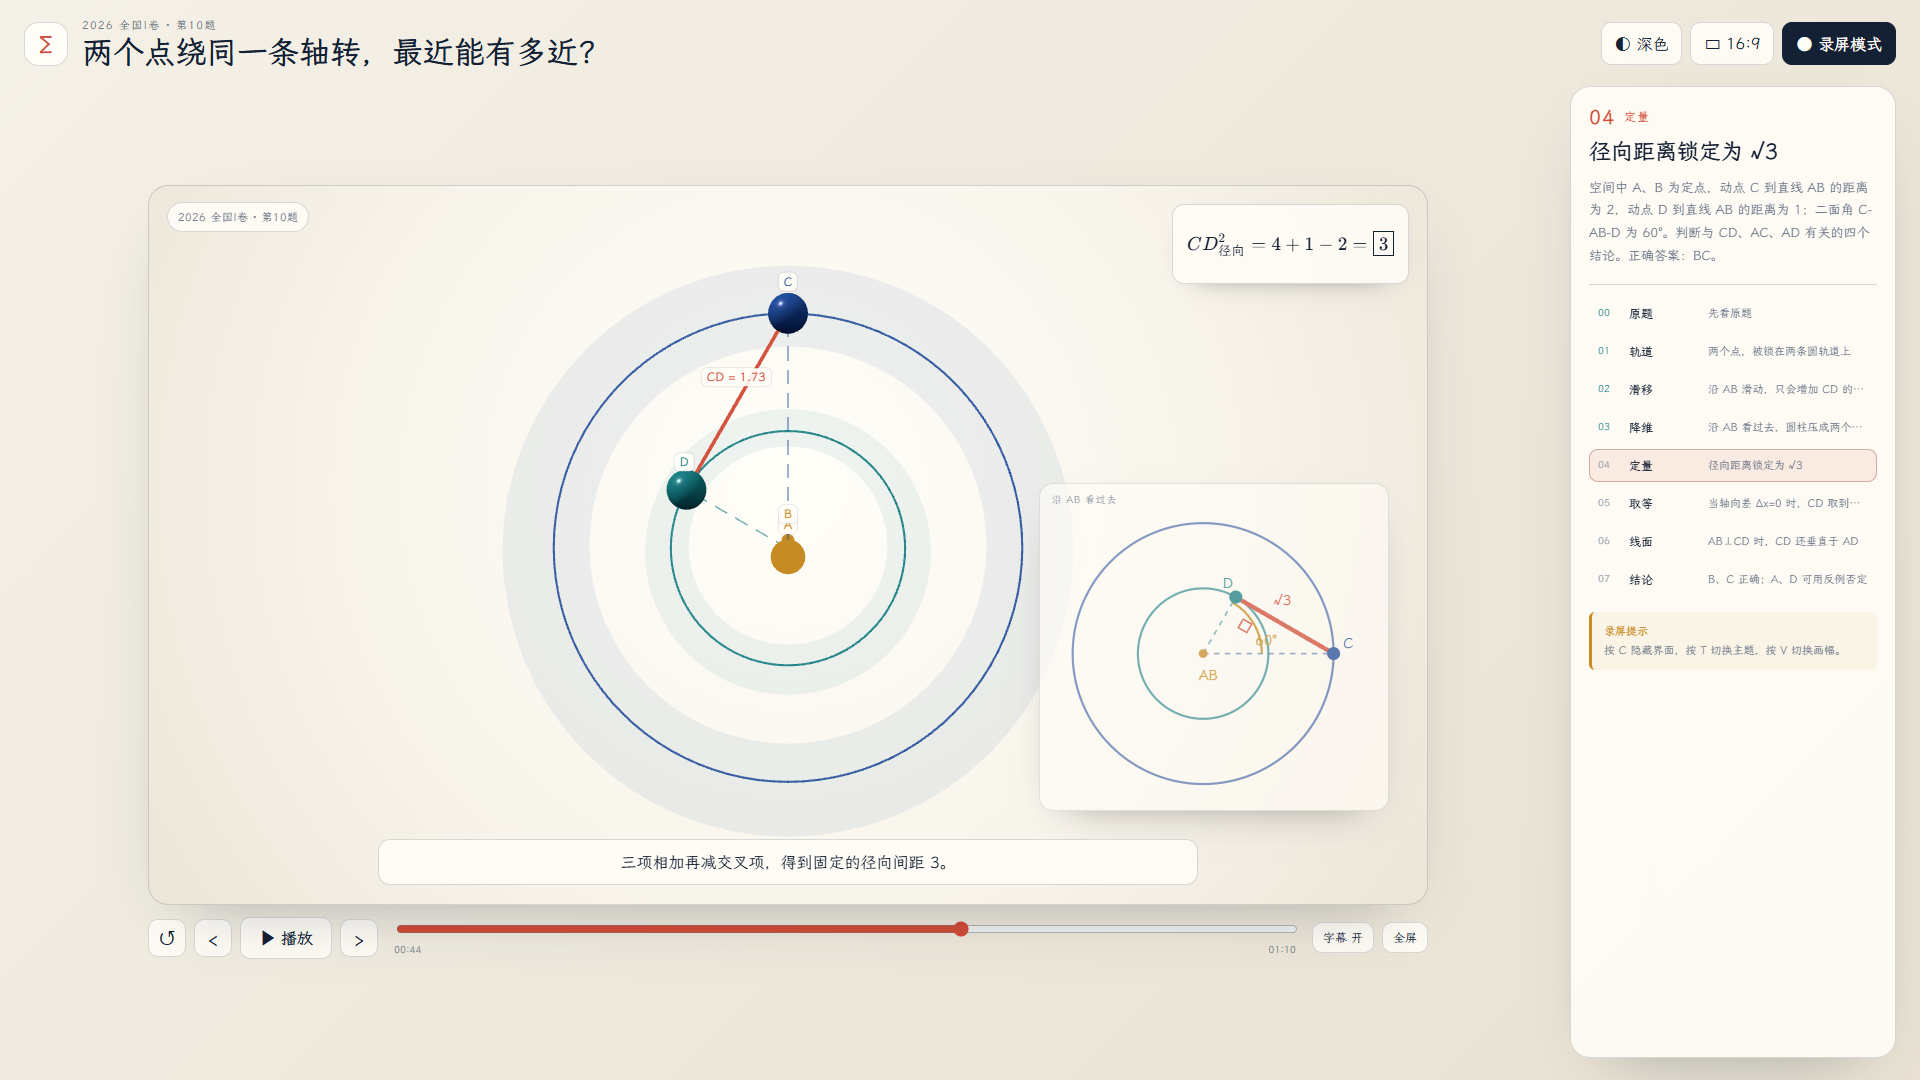 ∑
2026 全国I卷 · 第10题
两个点绕同一条轴转，最近能有多近？
深色
16:9
录屏模式
2026 全国I卷 · 第10题
CD²径向 = 4 + 1 − 2 = 3
C
CD = 1.73
D
B
A
沿 AB 看过去
D
√3
60°
C
AB
三项相加再减交叉项，得到固定的径向间距 3。
<
播放
>
00:44
01:10
字幕 开
全屏
04 定量
径向距离锁定为 √3
空间中 A、B 为定点，动点 C 到直线 AB 的距离
为 2，动点 D 到直线 AB 的距离为 1；二面角 C-
AB-D 为 60°。判断与 CD、AC、AD 有关的四个
结论。正确答案：BC。
00 原题 先看原题
01 轨道 两个点，被锁在两条圆轨道上
02 滑移 沿 AB 滑动，只会增加 CD 的…
03 降维 沿 AB 看过去，圆柱压成两个…
04 定量 径向距离锁定为 √3
05 取等 当轴向差 Δx=0 时，CD 取到…
06 线面 AB⊥CD 时，CD 还垂直于 AD
07 结论 B、C 正确；A、D 可用反例否定
录屏提示
按 C 隐藏界面，按 T 切换主题，按 V 切换画幅。